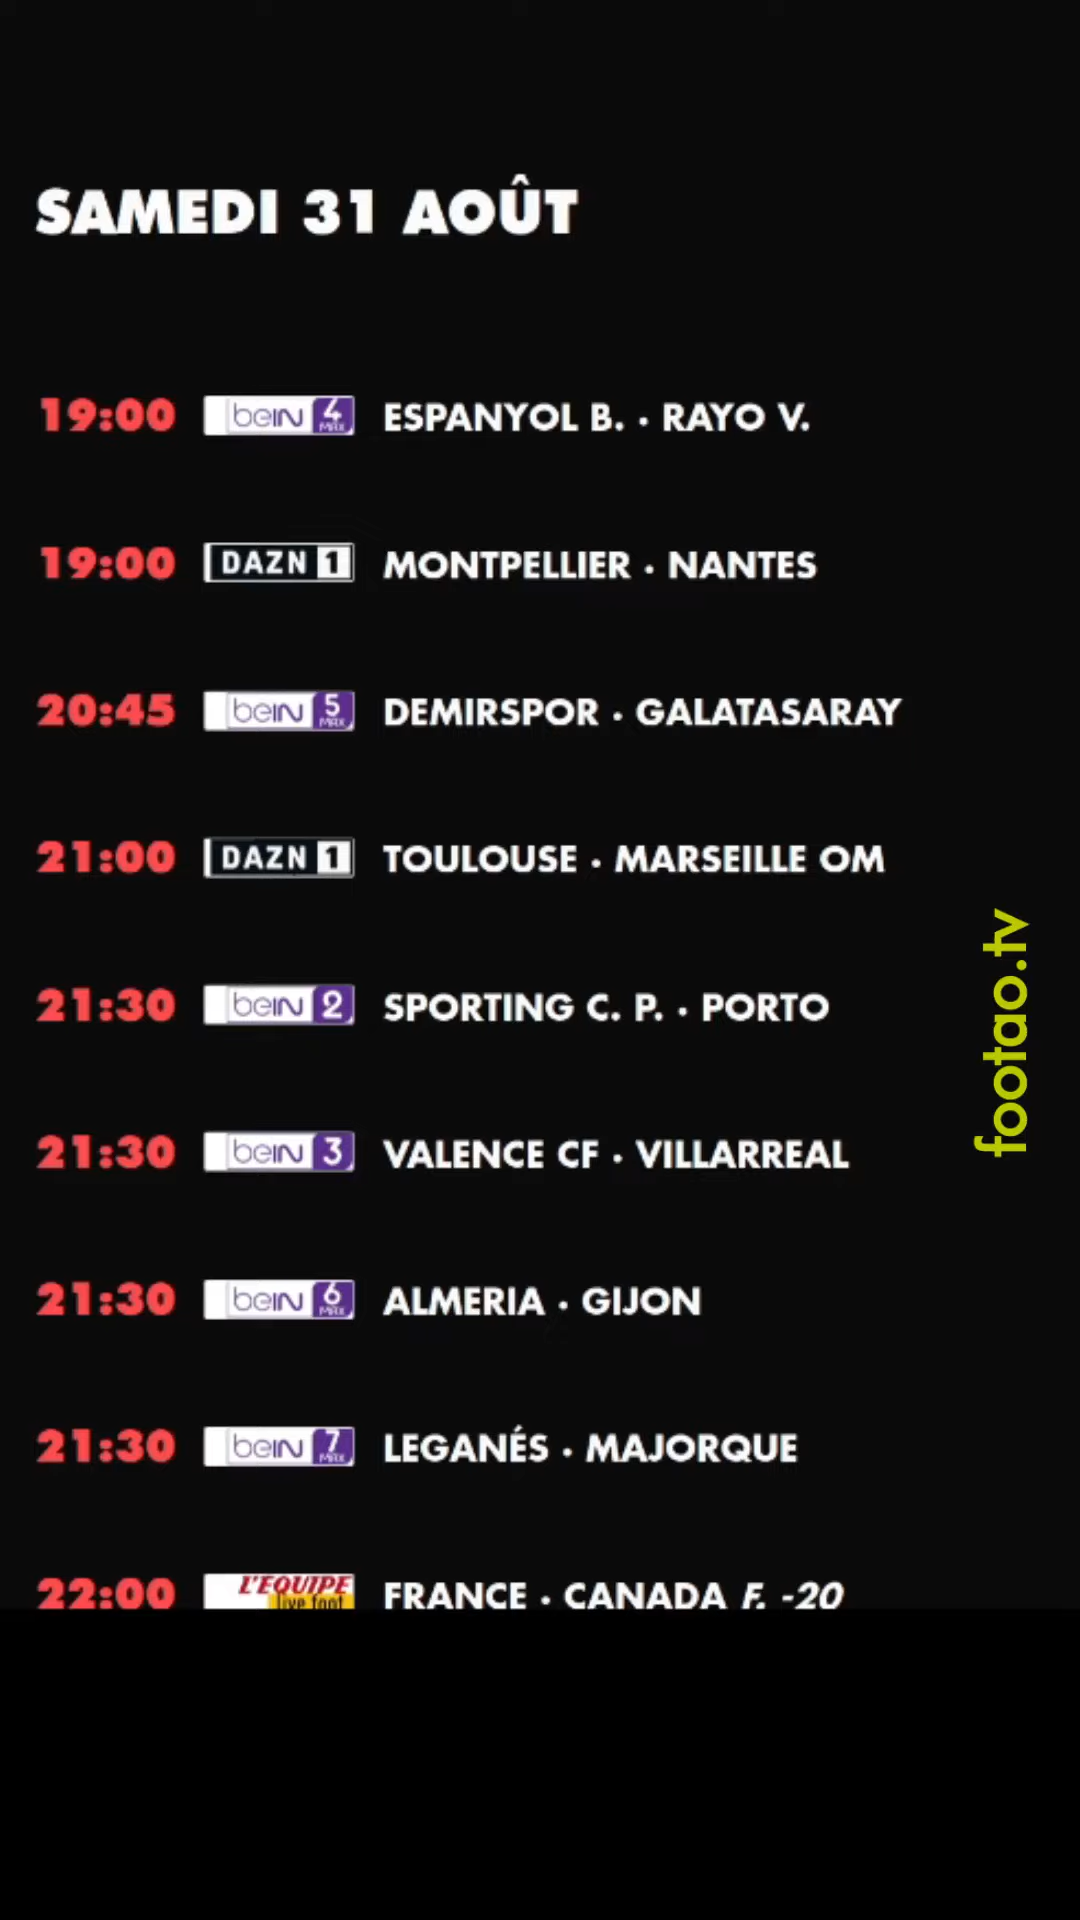 SAMEDI 31 AOÛT
19:00 beIN 4 MAX ESPANYOL B. • RAYO V.
19:00 DAZN 1 MONTPELLIER • NANTES
20:45 beIN 5 MAX DEMIRSPOR • GALATASARAY
21:00 DAZN 1 TOULOUSE • MARSEILLE OM
21:30 beIN 2 SPORTING C. P. • PORTO
21:30 beIN 3 VALENCE CF • VILLARREAL
21:30 beIN 6 MAX ALMERIA • GIJON
21:30 beIN 7 MAX LEGANÉS • MAJORQUE
22:00 L'EQUIPE live foot FRANCE • CANADA F. -20
footao.tv